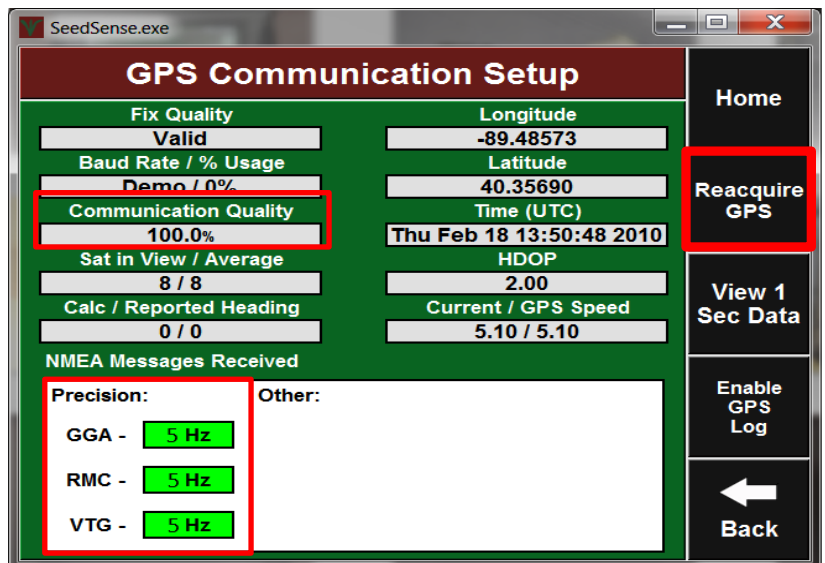 SeedSense.exe
GPS Communication Setup
Fix Quality
Valid
Longitude
-89.48573
Baud Rate / % Usage
Demo / 0%
Latitude
40.35690
Communication Quality
100.0%
Time (UTC)
Thu Feb 18 13:50:48 2010
Sat in View / Average
8 / 8
HDOP
2.00
Calc / Reported Heading
0 / 0
Current / GPS Speed
5.10 / 5.10
NMEA Messages Received
Precision:
GGA - 5 Hz
RMC - 5 Hz
VTG - 5 Hz
Other:
Home
Reacquire
GPS
View 1
Sec Data
Enable
GPS
Log
Back